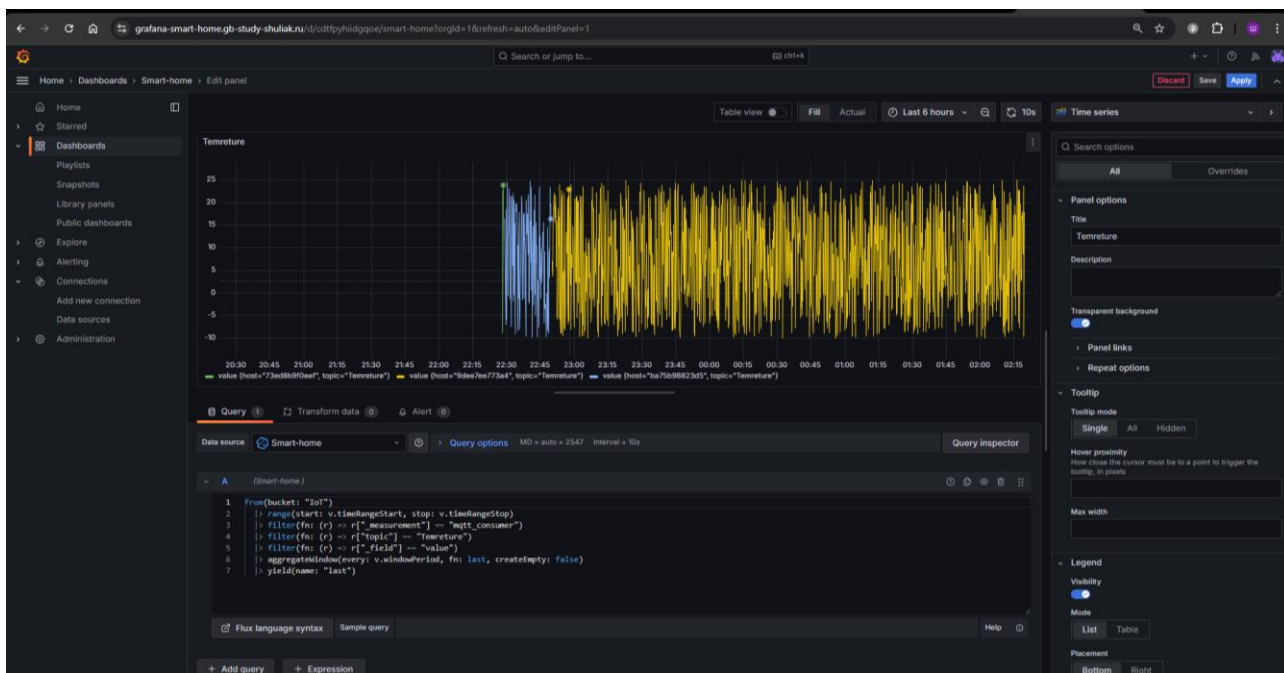 grafana-smart-home.gb-study-shuliak.ru/d/cdtfpyhiidgqoe/smart-home?orgId=1&refresh=auto&editPanel=1
Search or jump to... ctrl+k
Home › Dashboards › Smart-home › Edit panel Discard Save Apply
Home
Starred
Dashboards
Playlists
Snapshots
Library panels
Public dashboards
Explore
Alerting
Connections
Add new connection
Data sources
Administration
Table view Fill Actual Last 6 hours 10s
Temreture
25
20
15
10
5
0
-5
-10
20:30 20:45 21:00 21:15 21:30 21:45 22:00 22:15 22:30 22:45 23:00 23:15 23:30 23:45 00:00 00:15 00:30 00:45 01:00 01:15 01:30 01:45 02:00 02:15
value {host="73ed8b9f0eef", topic="Temreture"} value {host="9dee7ee773a4", topic="Temreture"} value {host="ba75b98823d5", topic="Temreture"}
Query 1 Transform data 0 Alert 0
Data source Smart-home Query options MD = auto = 2547 Interval = 10s Query inspector
A (Smart-home)
1 from(bucket: "IoT")
2 |> range(start: v.timeRangeStart, stop: v.timeRangeStop)
3 |> filter(fn: (r) => r["_measurement"] == "mqtt_consumer")
4 |> filter(fn: (r) => r["topic"] == "Temreture")
5 |> filter(fn: (r) => r["_field"] == "value")
6 |> aggregateWindow(every: v.windowPeriod, fn: last, createEmpty: false)
7 |> yield(name: "last")
Flux language syntax Sample query Help
+ Add query + Expression
Time series
Search options
All Overrides
Panel options
Title
Temreture
Description
Transparent background
Panel links
Repeat options
Tooltip
Tooltip mode
Single All Hidden
Hover proximity
How close the cursor must be to a point to trigger the
tooltip, in pixels
Max width
Legend
Visibility
Mode
List Table
Placement
Bottom Right